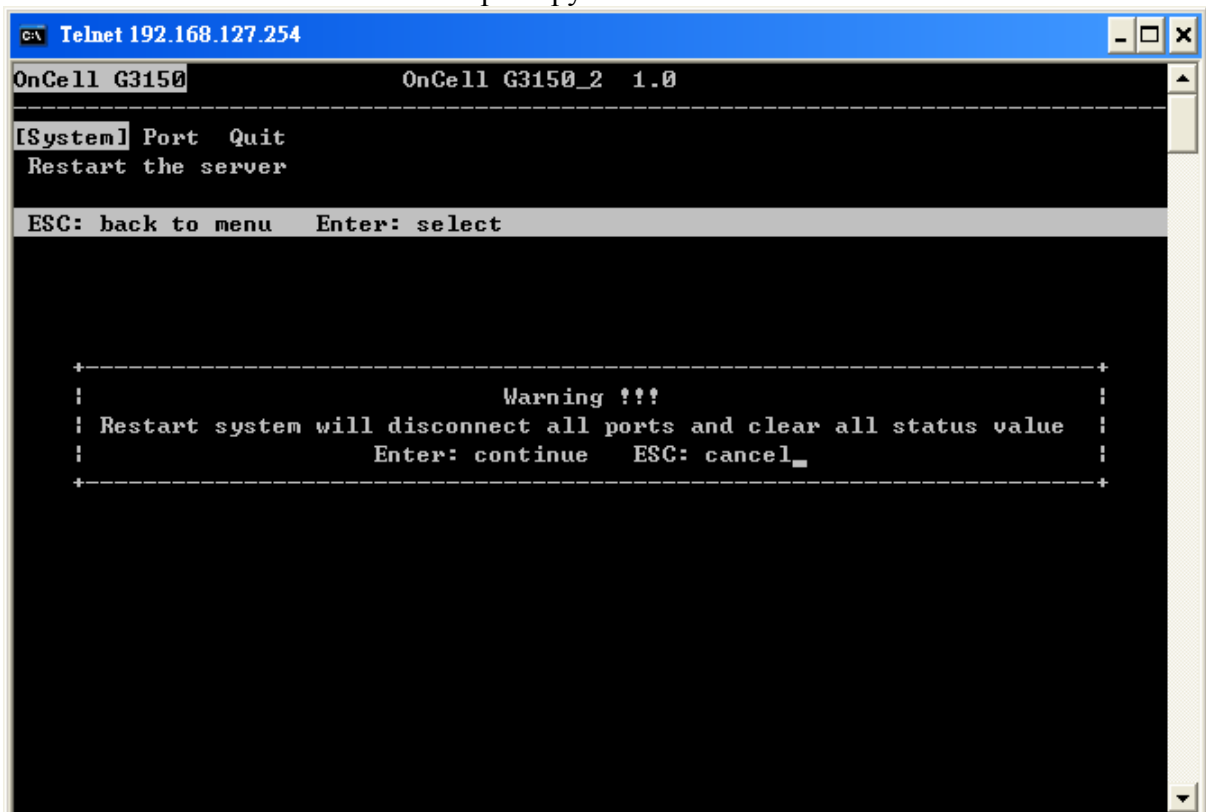 Telnet 192.168.127.254
OnCell G3150 OnCell G3150_2 1.0
[System] Port Quit
Restart the server
ESC: back to menu Enter: select
Warning !!!
Restart system will disconnect all ports and clear all status value
Enter: continue ESC: cancel_